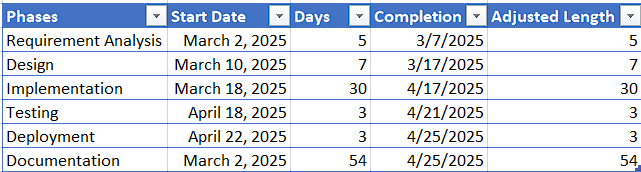 Phases Start Date Days Completion Adjusted Length
Requirement Analysis March 2, 2025 5 3/7/2025 5
Design March 10, 2025 7 3/17/2025 7
Implementation March 18, 2025 30 4/17/2025 30
Testing April 18, 2025 3 4/21/2025 3
Deployment April 22, 2025 3 4/25/2025 3
Documentation March 2, 2025 54 4/25/2025 54